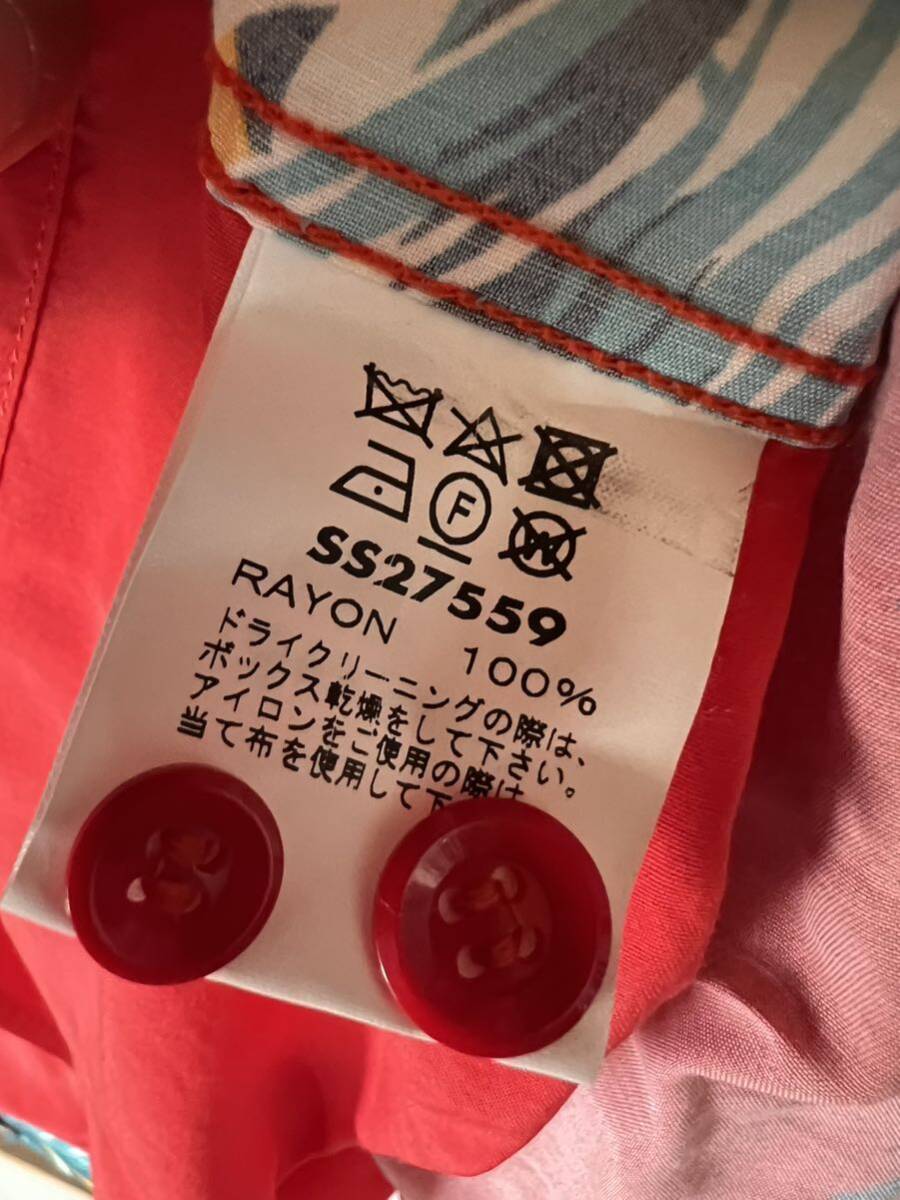 F W
SS27559
RAYON 100%
ドライクリーニングの際は、
ボックス乾燥をして下さい。
アイロンをご使用の際は
当て布を使用して下